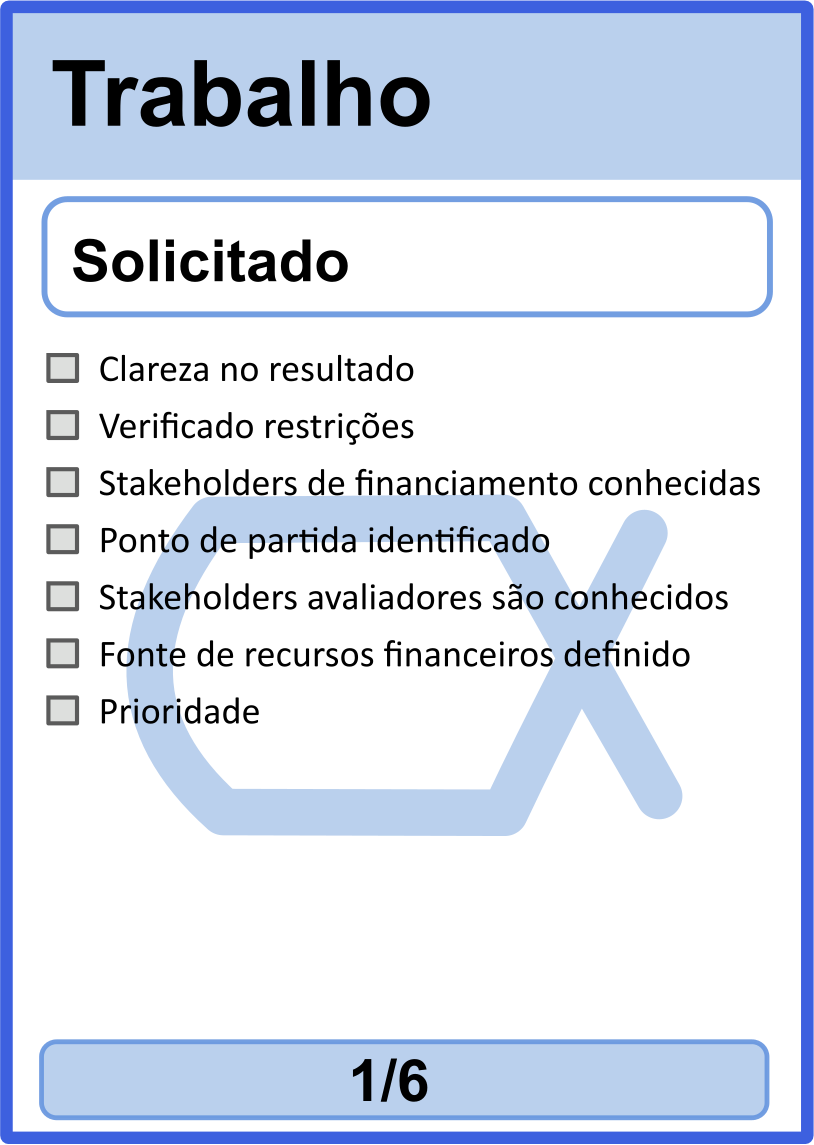 Trabalho
Solicitado
Clareza no resultado
Verificado restrições
Stakeholders de financiamento conhecidas
Ponto de partida identificado
Stakeholders avaliadores são conhecidos
Fonte de recursos financeiros definido
Prioridade
1/6